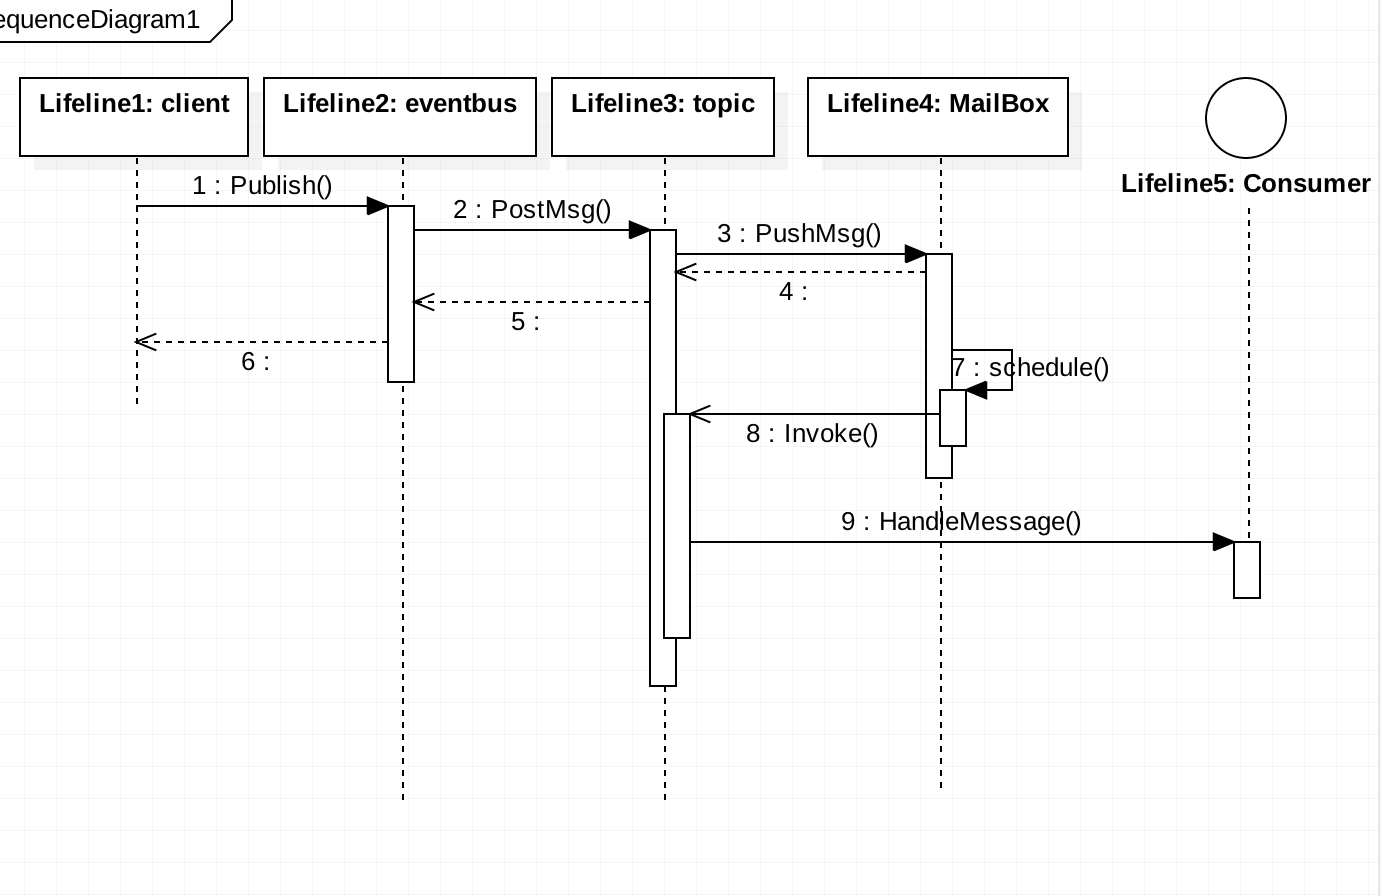 equenceDiagram1
Lifeline1: client
Lifeline2: eventbus
Lifeline3: topic
Lifeline4: MailBox
Lifeline5: Consumer
1 : Publish()
2 : PostMsg()
3 : PushMsg()
4 :
5 :
6 :
7 : schedule()
8 : Invoke()
9 : HandleMessage()